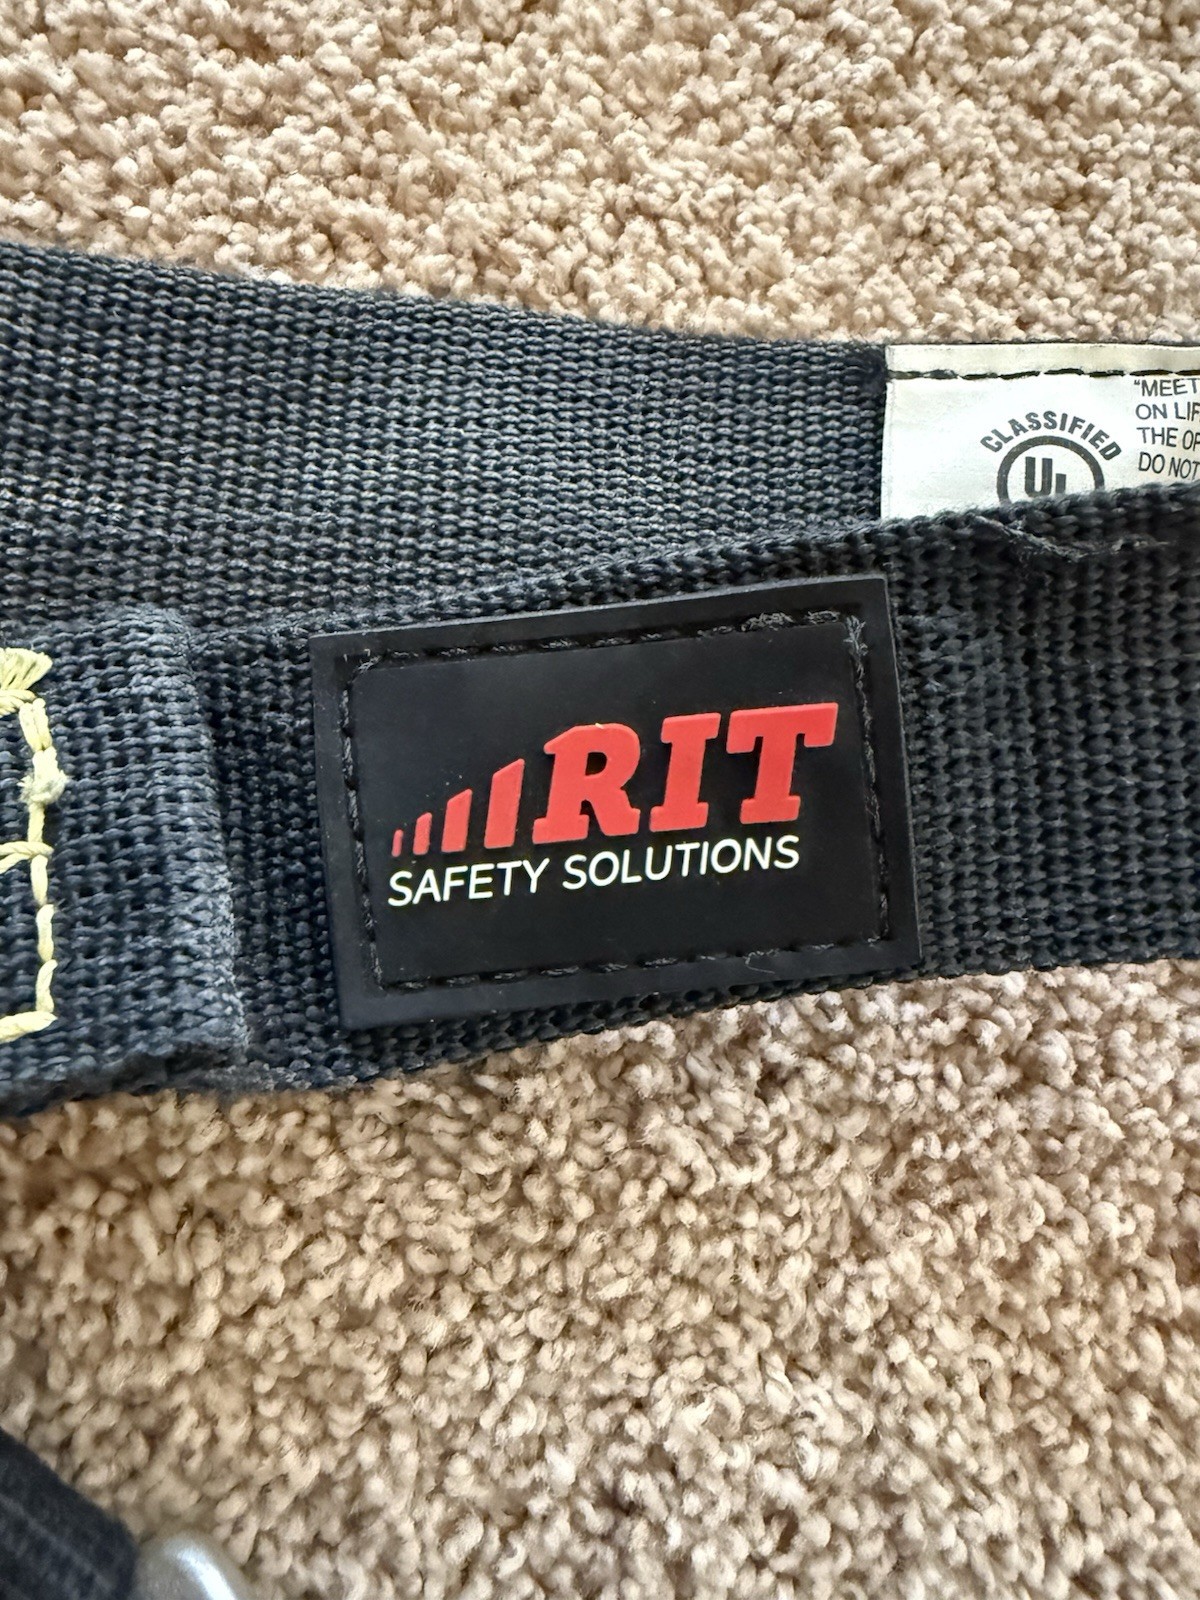 CLASSIFIED
UL
"MEET
ON LIF
THE OP
DO NOT
RIT
SAFETY SOLUTIONS